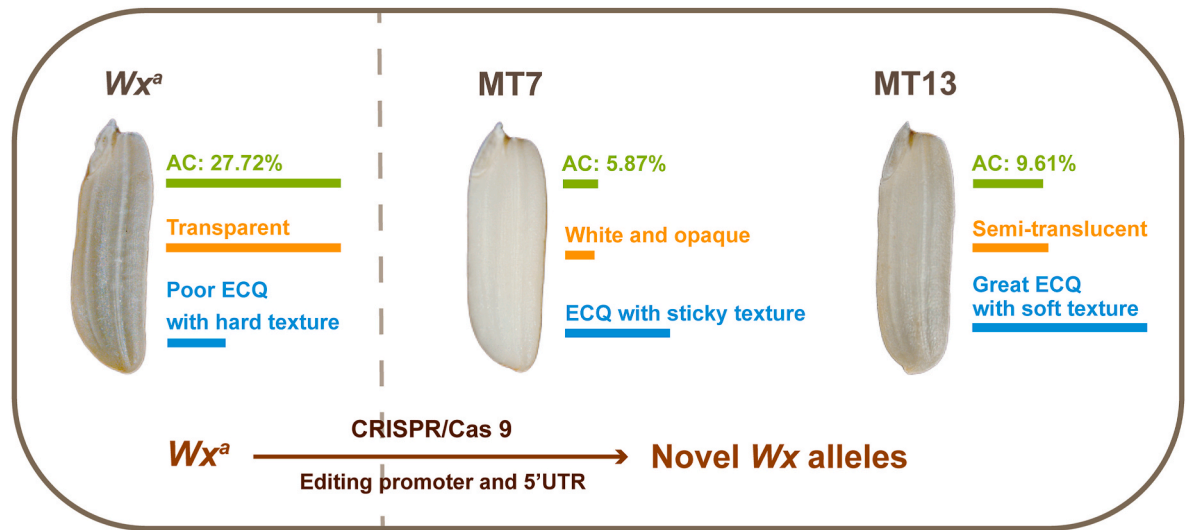 Wxᵃ
MT7
MT13
AC: 27.72%
AC: 5.87%
AC: 9.61%
Transparent
White and opaque
Semi-translucent
Poor ECQ
with hard texture
ECQ with sticky texture
Great ECQ
with soft texture
CRISPR/Cas 9
Wxᵃ
Novel Wx alleles
Editing promoter and 5'UTR